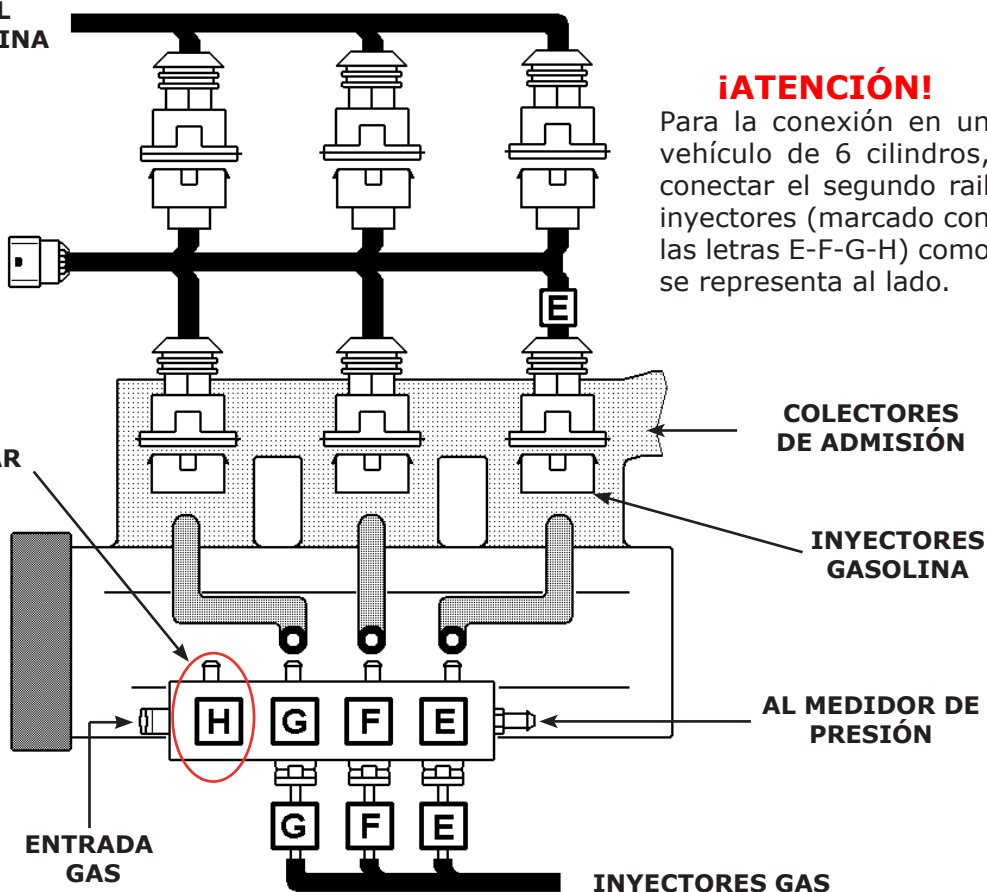 L
INA
¡ATENCIÓN!
Para la conexión en un
vehículo de 6 cilindros,
conectar el segundo rail
inyectores (marcado con
las letras E-F-G-H) como
se representa al lado.
E
COLECTORES
DE ADMISIÓN
AR
INYECTORES
GASOLINA
H G F E
AL MEDIDOR DE
PRESIÓN
G F E
ENTRADA
GAS
INYECTORES GAS